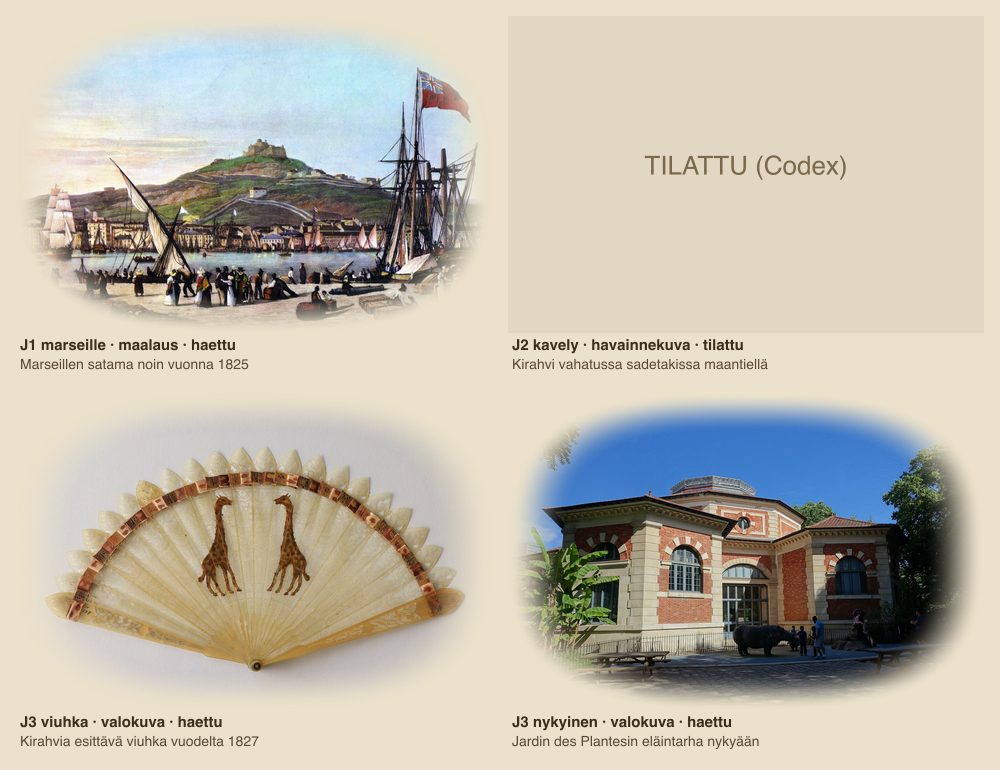 TILATTU (Codex)
J1 marseille · maalaus · haettu
Marseillen satama noin vuonna 1825
J2 kavely · havainnekuva · tilattu
Kirahvi vahatussa sadetakissa maantiellä
J3 viuhka · valokuva · haettu
Kirahvia esittävä viuhka vuodelta 1827
J3 nykyinen · valokuva · haettu
Jardin des Plantesin eläintarha nykyään